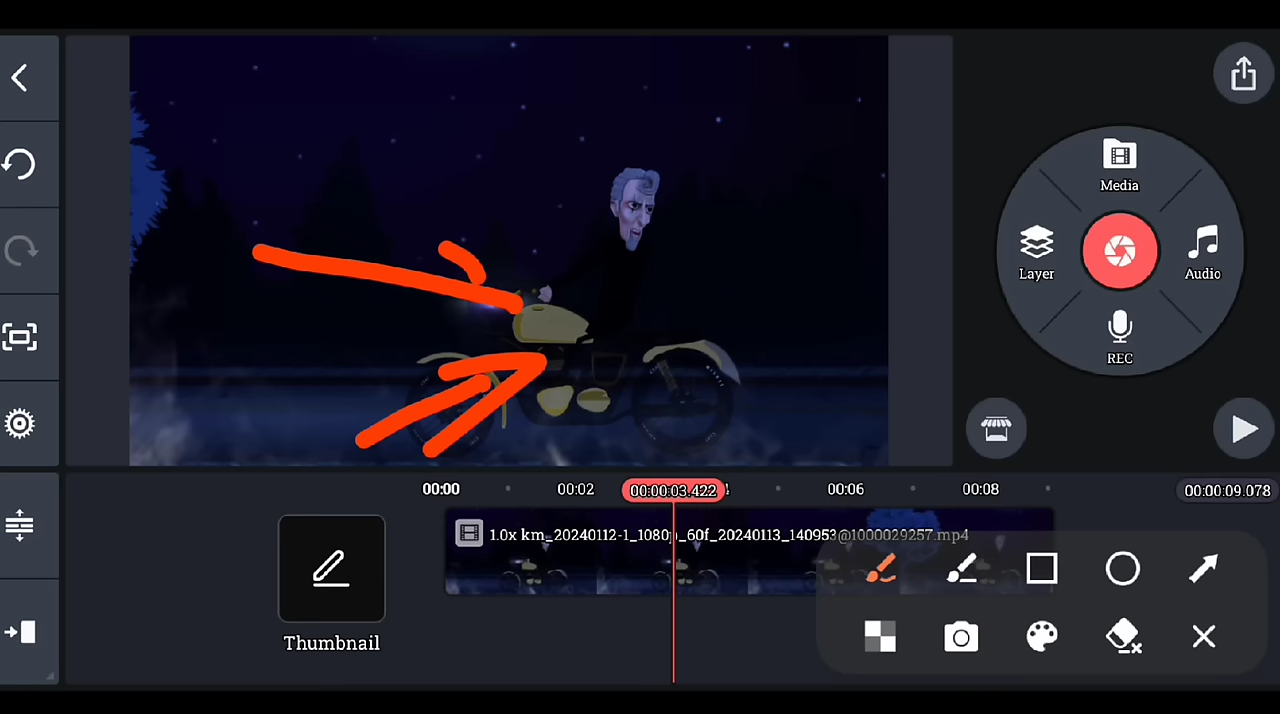 Media
Layer
Audio
REC
00:00
00:02
00:00:03.422
00:06
00:08
00:00:09.078
1.0x km_20240112-1_1080p_60f_20240113_140953@1000029257.mp4
Thumbnail